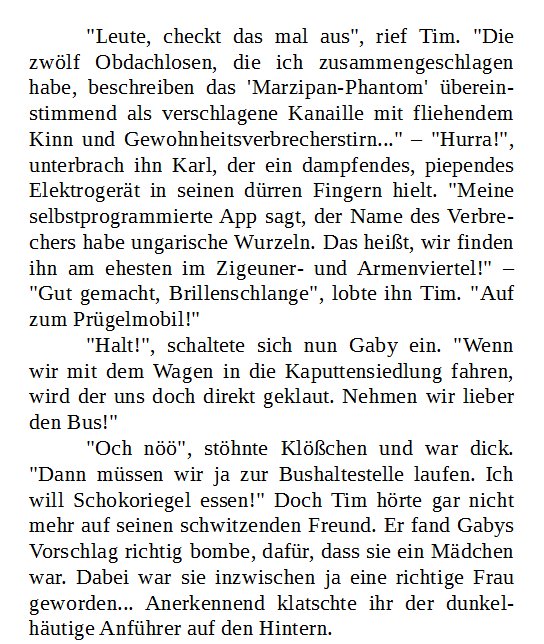 "Leute, checkt das mal aus", rief Tim. "Die
zwölf Obdachlosen, die ich zusammengeschlagen
habe, beschreiben das 'Marzipan-Phantom' überein-
stimmend als verschlagene Kanaille mit fliehendem
Kinn und Gewohnheitsverbrecherstirn..." – "Hurra!",
unterbrach ihn Karl, der ein dampfendes, piependes
Elektrogerät in seinen dürren Fingern hielt. "Meine
selbstprogrammierte App sagt, der Name des Verbre-
chers habe ungarische Wurzeln. Das heißt, wir finden
ihn am ehesten im Zigeuner- und Armenviertel!" –
"Gut gemacht, Brillenschlange", lobte ihn Tim. "Auf
zum Prügelmobil!"
"Halt!", schaltete sich nun Gaby ein. "Wenn
wir mit dem Wagen in die Kaputtensiedlung fahren,
wird der uns doch direkt geklaut. Nehmen wir lieber
den Bus!"
"Och nöö", stöhnte Klößchen und war dick.
"Dann müssen wir ja zur Bushaltestelle laufen. Ich
will Schokoriegel essen!" Doch Tim hörte gar nicht
mehr auf seinen schwitzenden Freund. Er fand Gabys
Vorschlag richtig bombe, dafür, dass sie ein Mädchen
war. Dabei war sie inzwischen ja eine richtige Frau
geworden... Anerkennend klatschte ihr der dunkel-
häutige Anführer auf den Hintern.